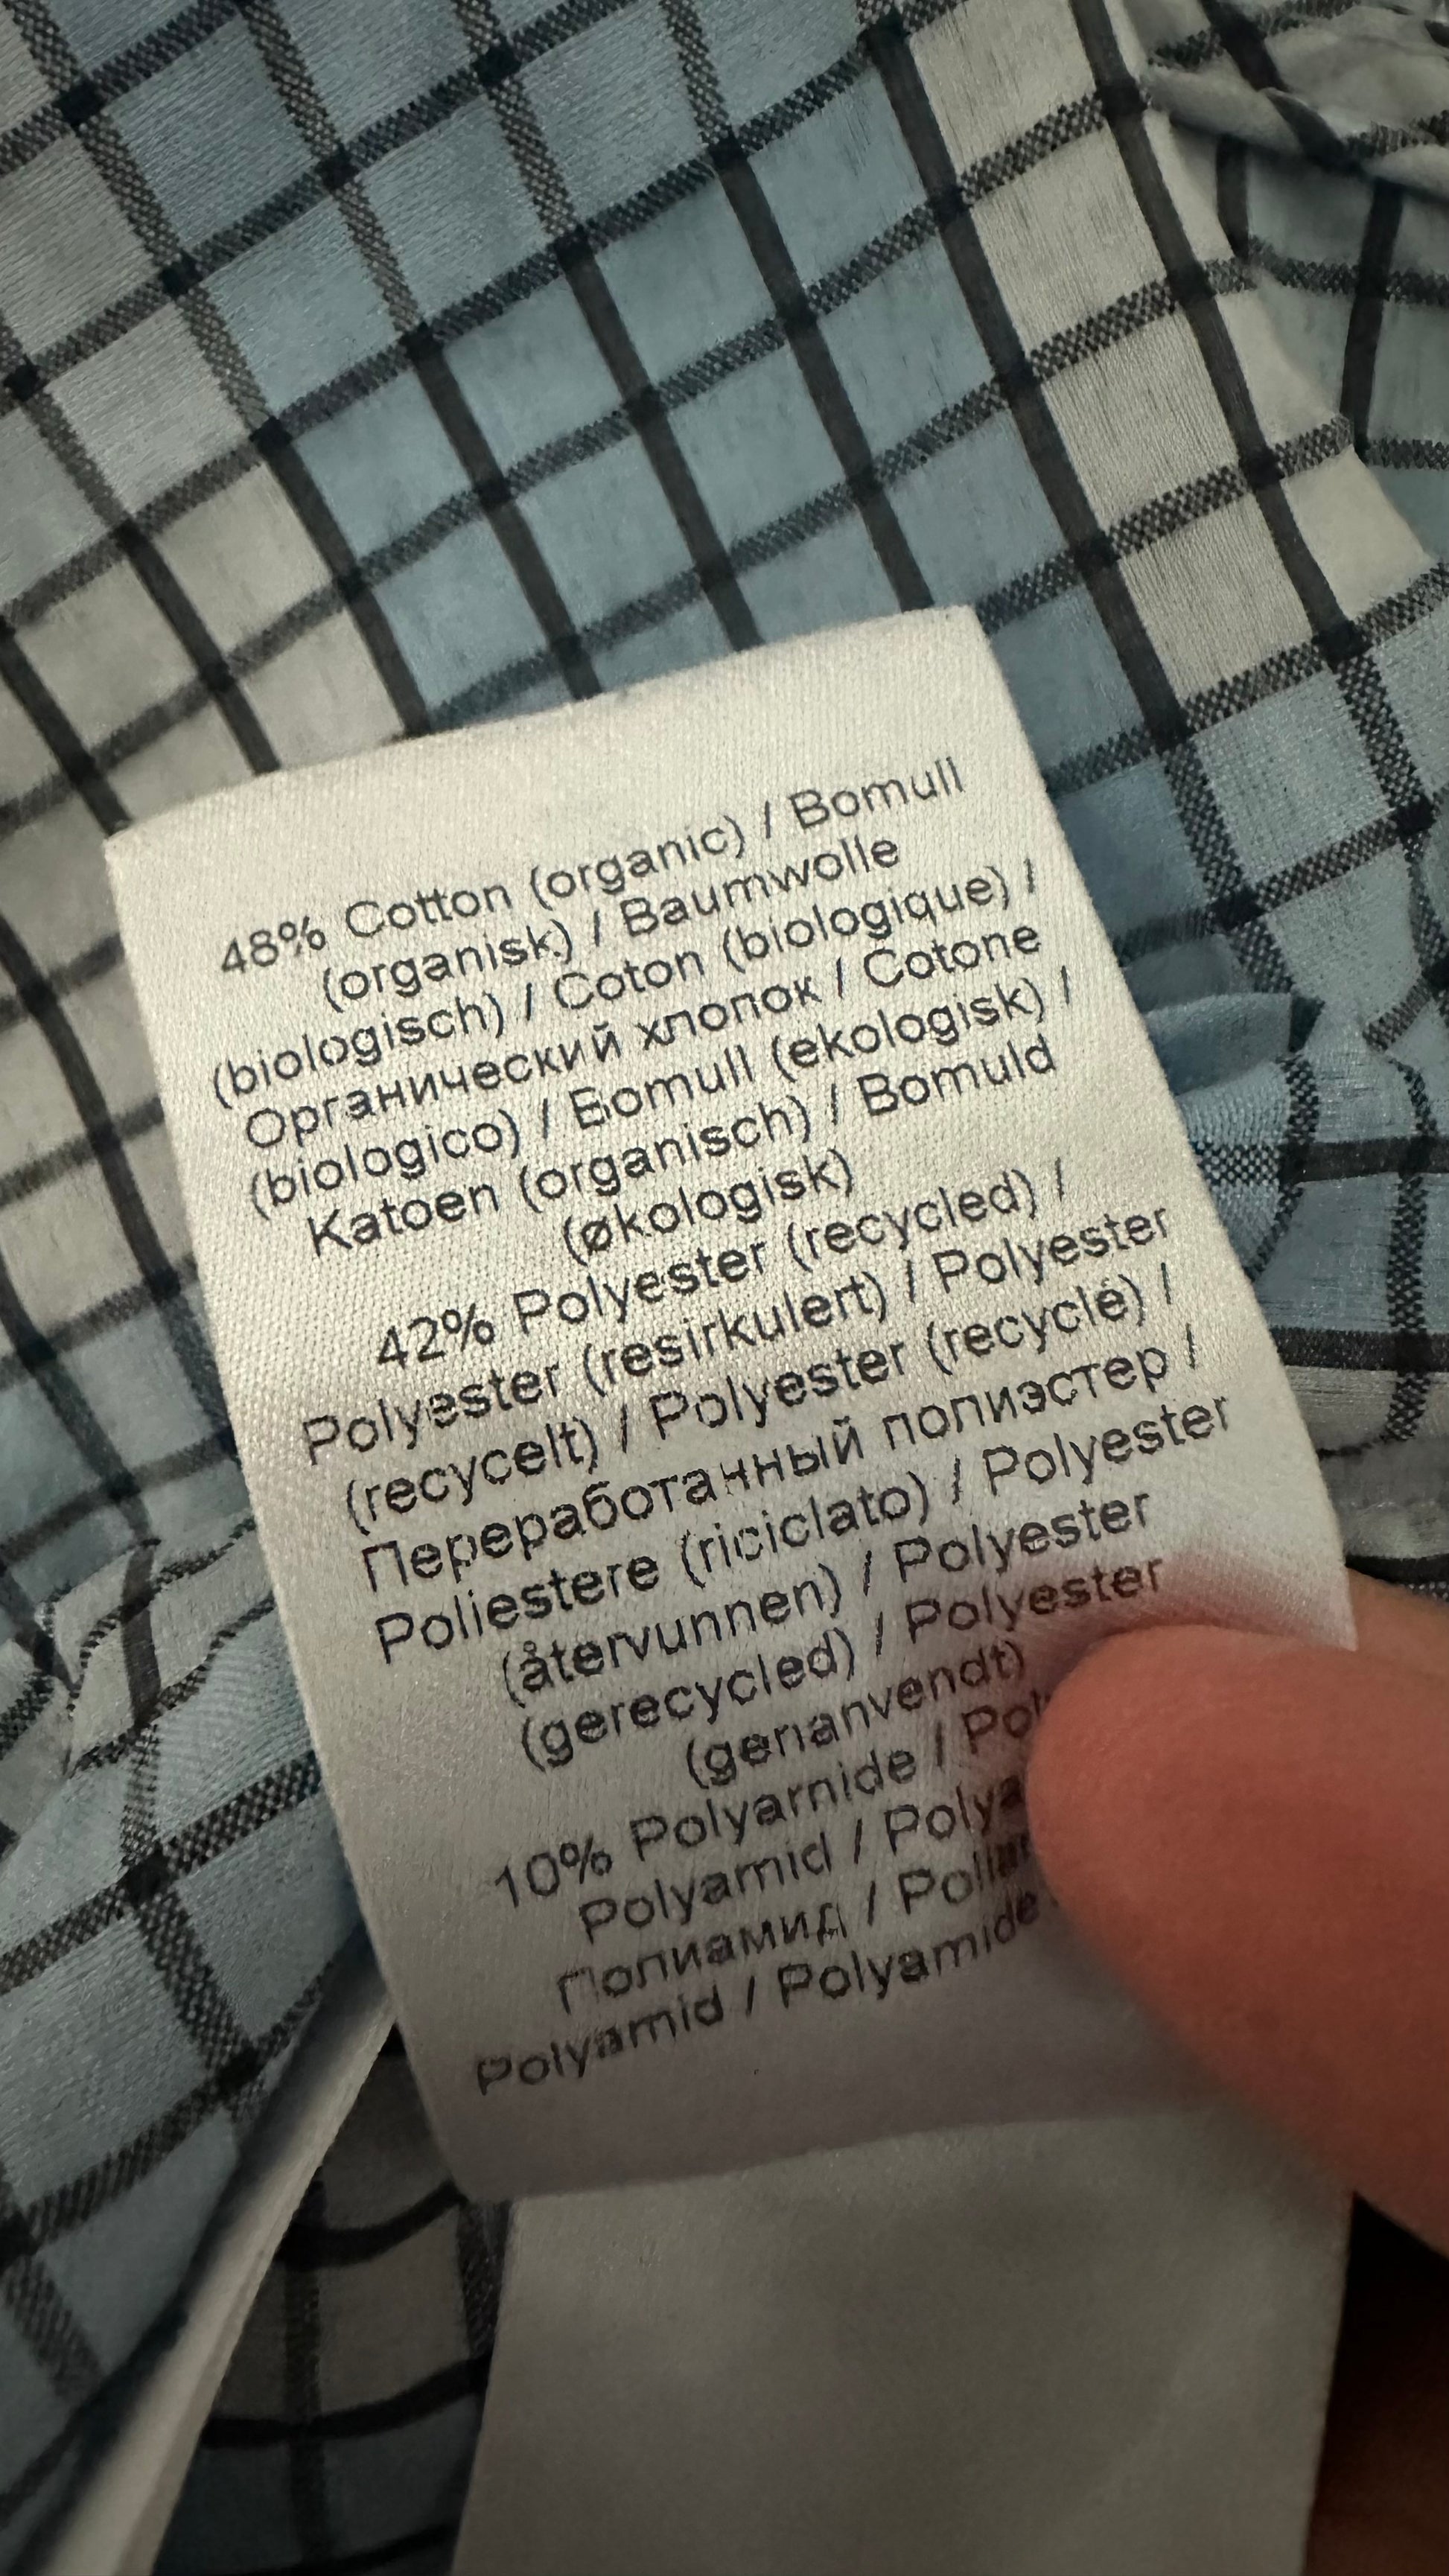 48% Cotton (organic) / Bomull
(organisk) / Baumwolle
(biologisch) / Coton (biologique) /
Органический хлопок / Cotone
(biologico) / Bomull (ekologisk) /
Katoen (organisch) / Bomuld
(økologisk)
42% Polyester (recycled) /
Polyester (resirkulert) / Polyester
(recycelt) / Polyester (recyclé) /
Переработанный полиэстер /
Poliestere (riciclato) / Polyester
(återvunnen) / Polyester
(gerecycled) / Polyester
(genanvendt)
10% Polyamide /
Polyamid /
Полиамид /
Polyamid / Polyamide